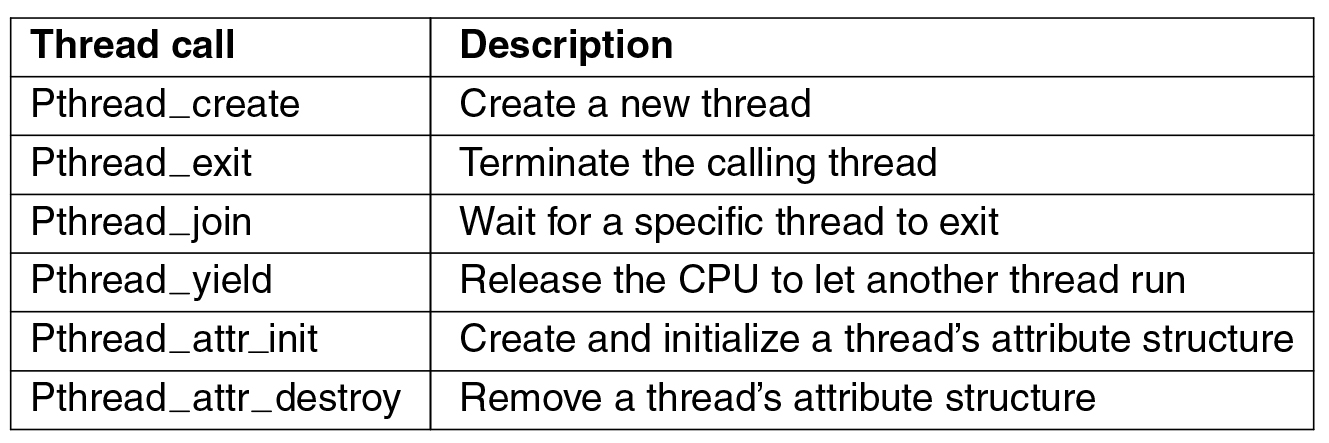 Thread call Description
Pthread_create Create a new thread
Pthread_exit Terminate the calling thread
Pthread_join Wait for a specific thread to exit
Pthread_yield Release the CPU to let another thread run
Pthread_attr_init Create and initialize a thread’s attribute structure
Pthread_attr_destroy Remove a thread’s attribute structure